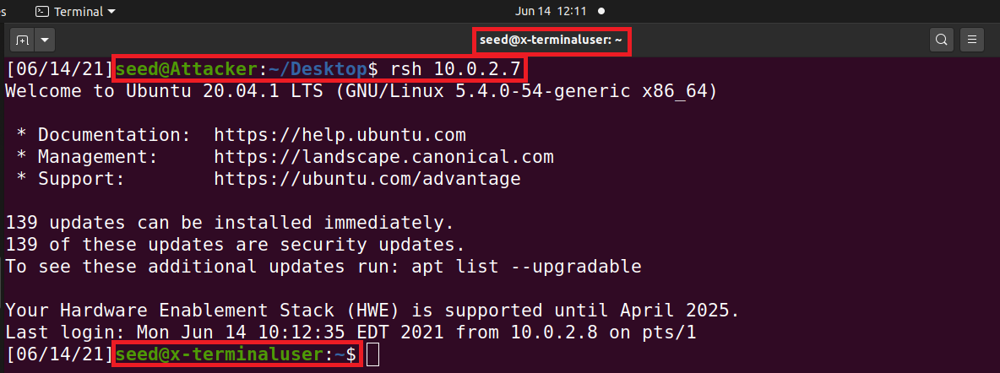 s Terminal Jun 14 12:11
seed@x-terminaluser: ~
[06/14/21]seed@Attacker:~/Desktop$ rsh 10.0.2.7
Welcome to Ubuntu 20.04.1 LTS (GNU/Linux 5.4.0-54-generic x86_64)
* Documentation: https://help.ubuntu.com
* Management: https://landscape.canonical.com
* Support: https://ubuntu.com/advantage
139 updates can be installed immediately.
139 of these updates are security updates.
To see these additional updates run: apt list --upgradable
Your Hardware Enablement Stack (HWE) is supported until April 2025.
Last login: Mon Jun 14 10:12:35 EDT 2021 from 10.0.2.8 on pts/1
[06/14/21]seed@x-terminaluser:~$